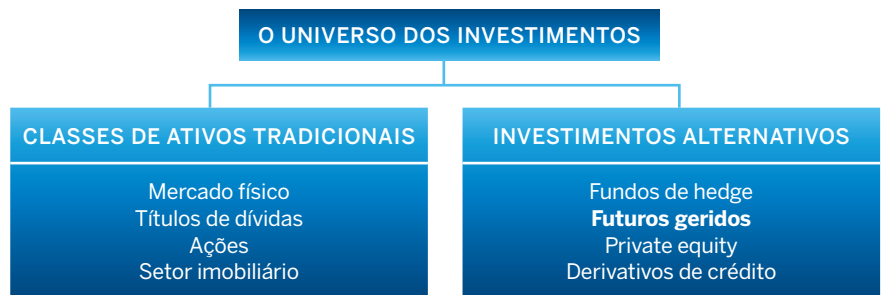 O UNIVERSO DOS INVESTIMENTOS
CLASSES DE ATIVOS TRADICIONAIS
Mercado físico
Títulos de dívidas
Ações
Setor imobiliário
INVESTIMENTOS ALTERNATIVOS
Fundos de hedge
Futuros geridos
Private equity
Derivativos de crédito